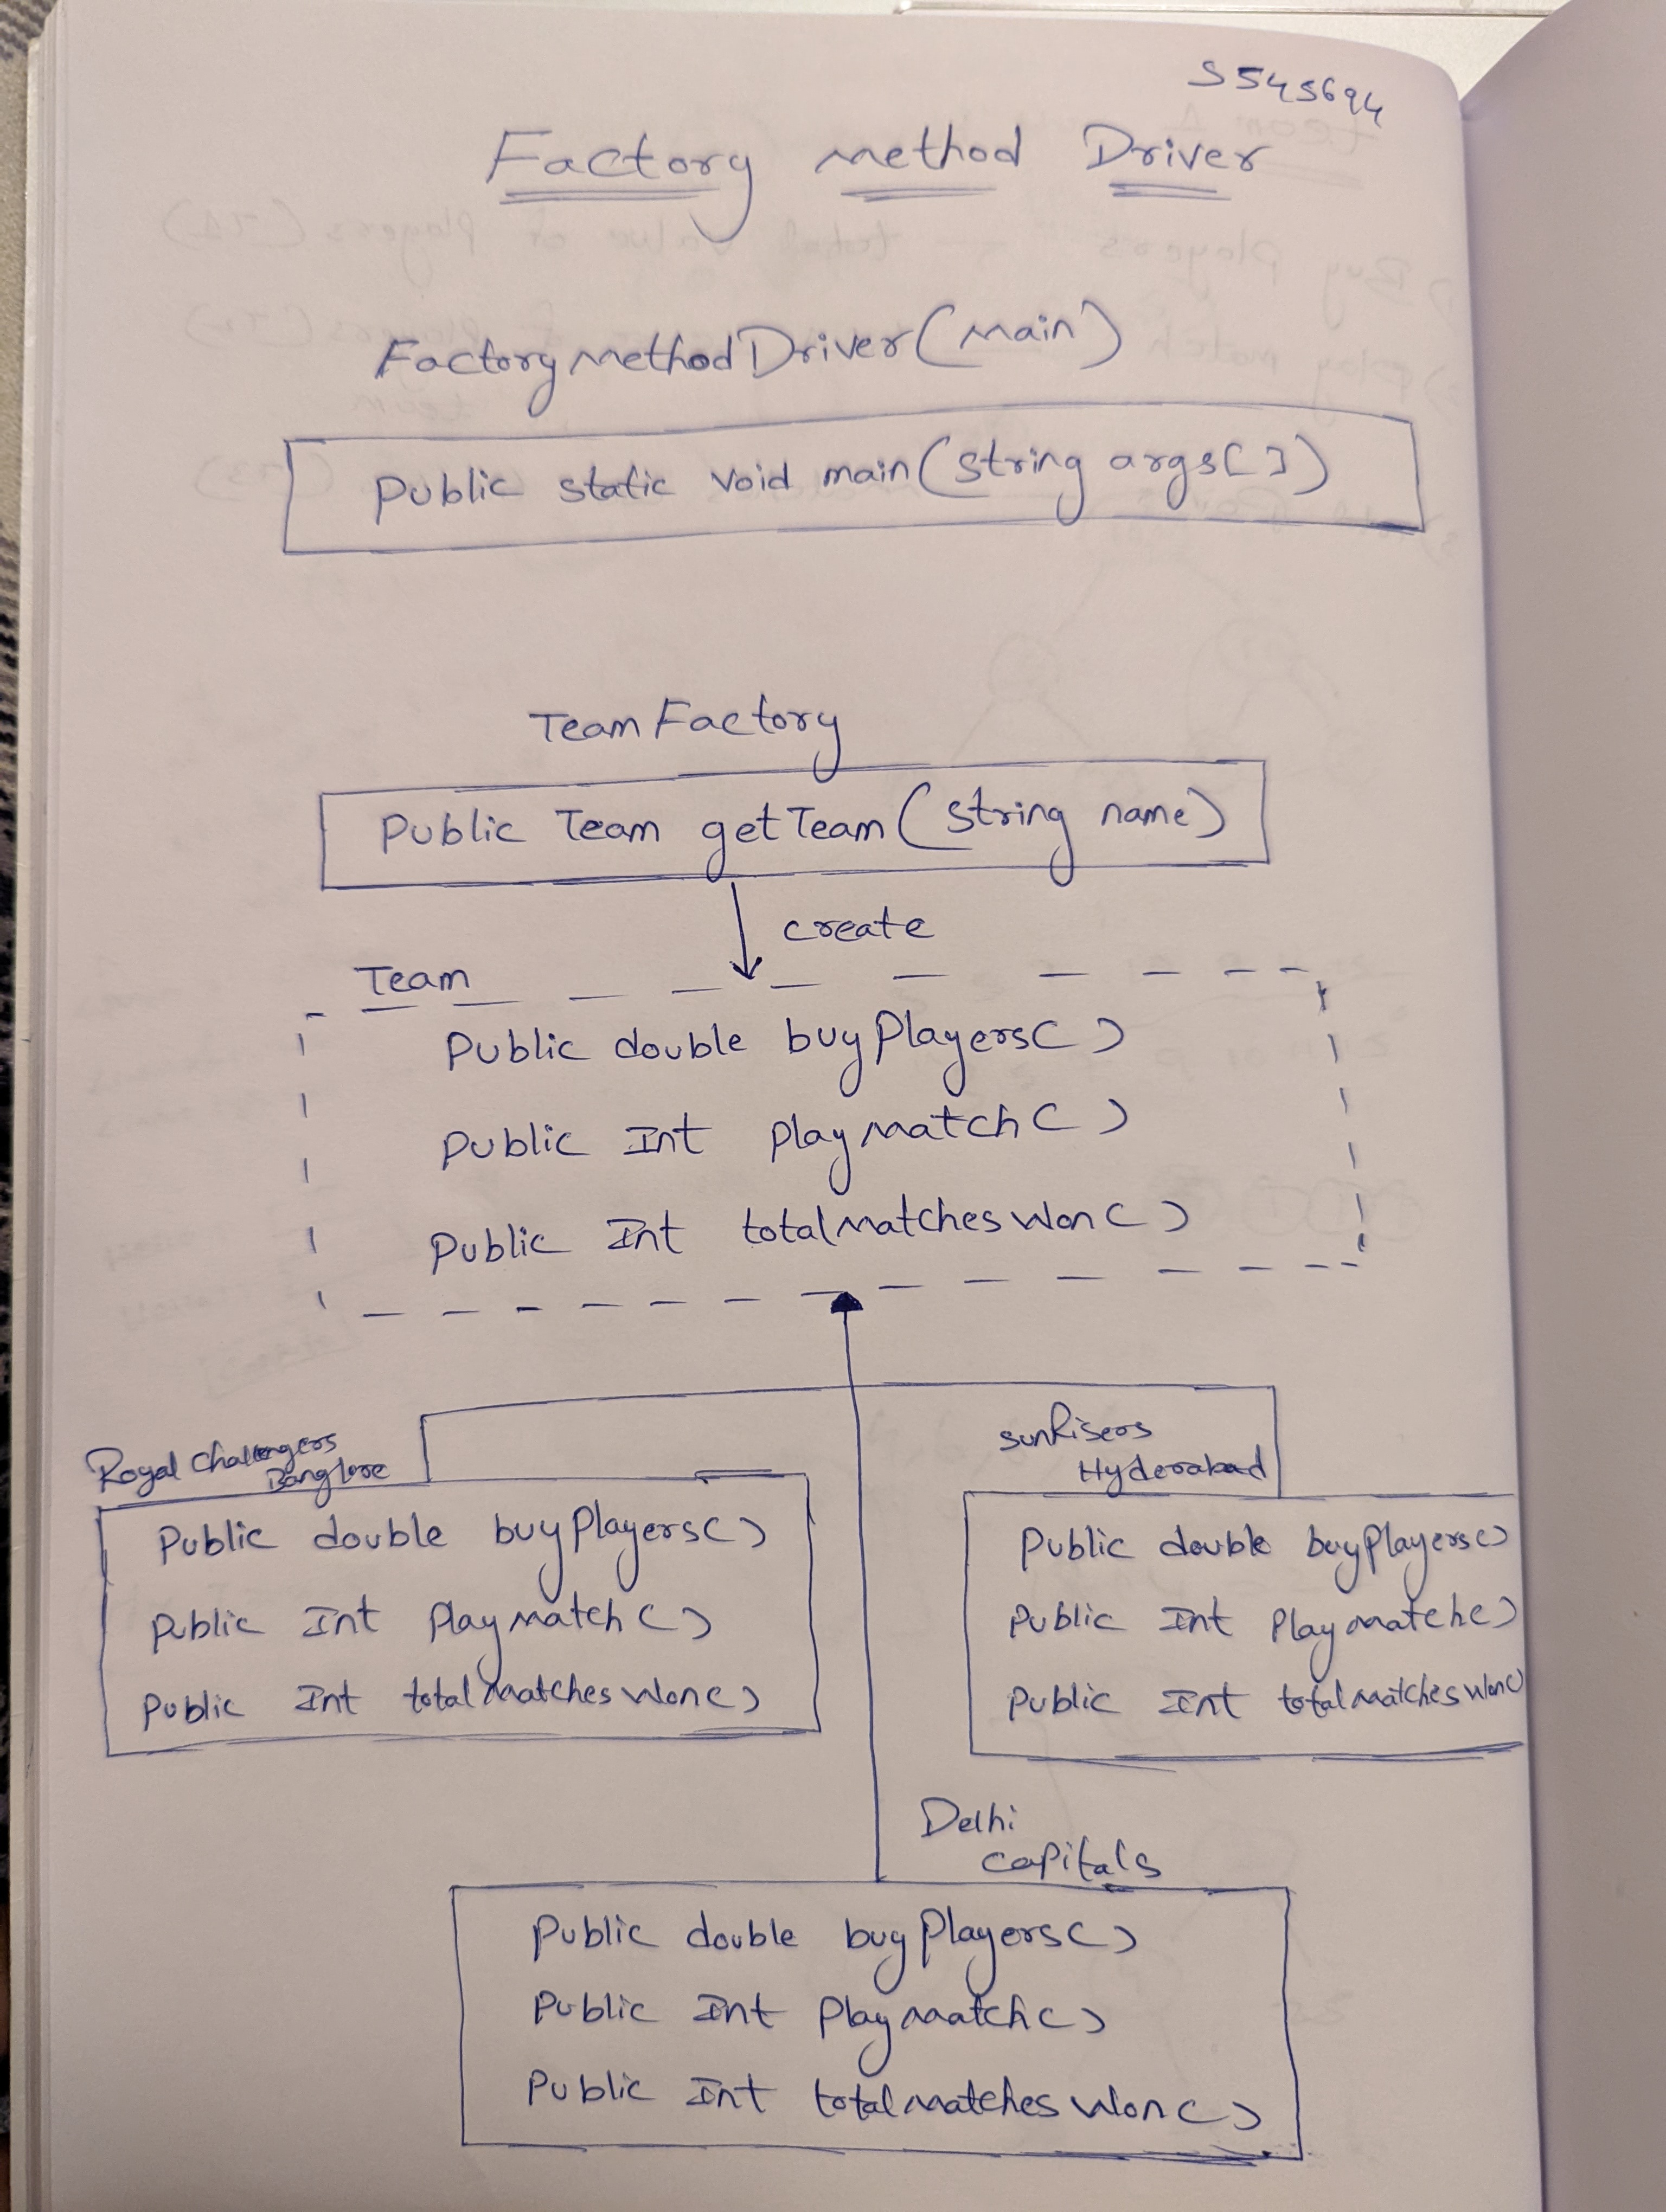 S545694
Factory Method Driver
FactoryMethodDriver(Main)
Public static void main(string args[])
TeamFactory
Public Team getTeam(string name)
create
Team
Public double buyPlayers()
Public Int PlayMatch()
Public Int totalMatchesWon()
Royal Challengers
Banglore
Public double buyPlayers()
Public Int PlayMatch()
Public Int totalMatchesWon()
SunRisers
Hyderabad
Public double buyPlayers()
Public Int PlayMatch()
Public Int totalMatchesWon()
Delhi
Capitals
Public double buyPlayers()
Public Int PlayMatch()
Public Int totalMatchesWon()